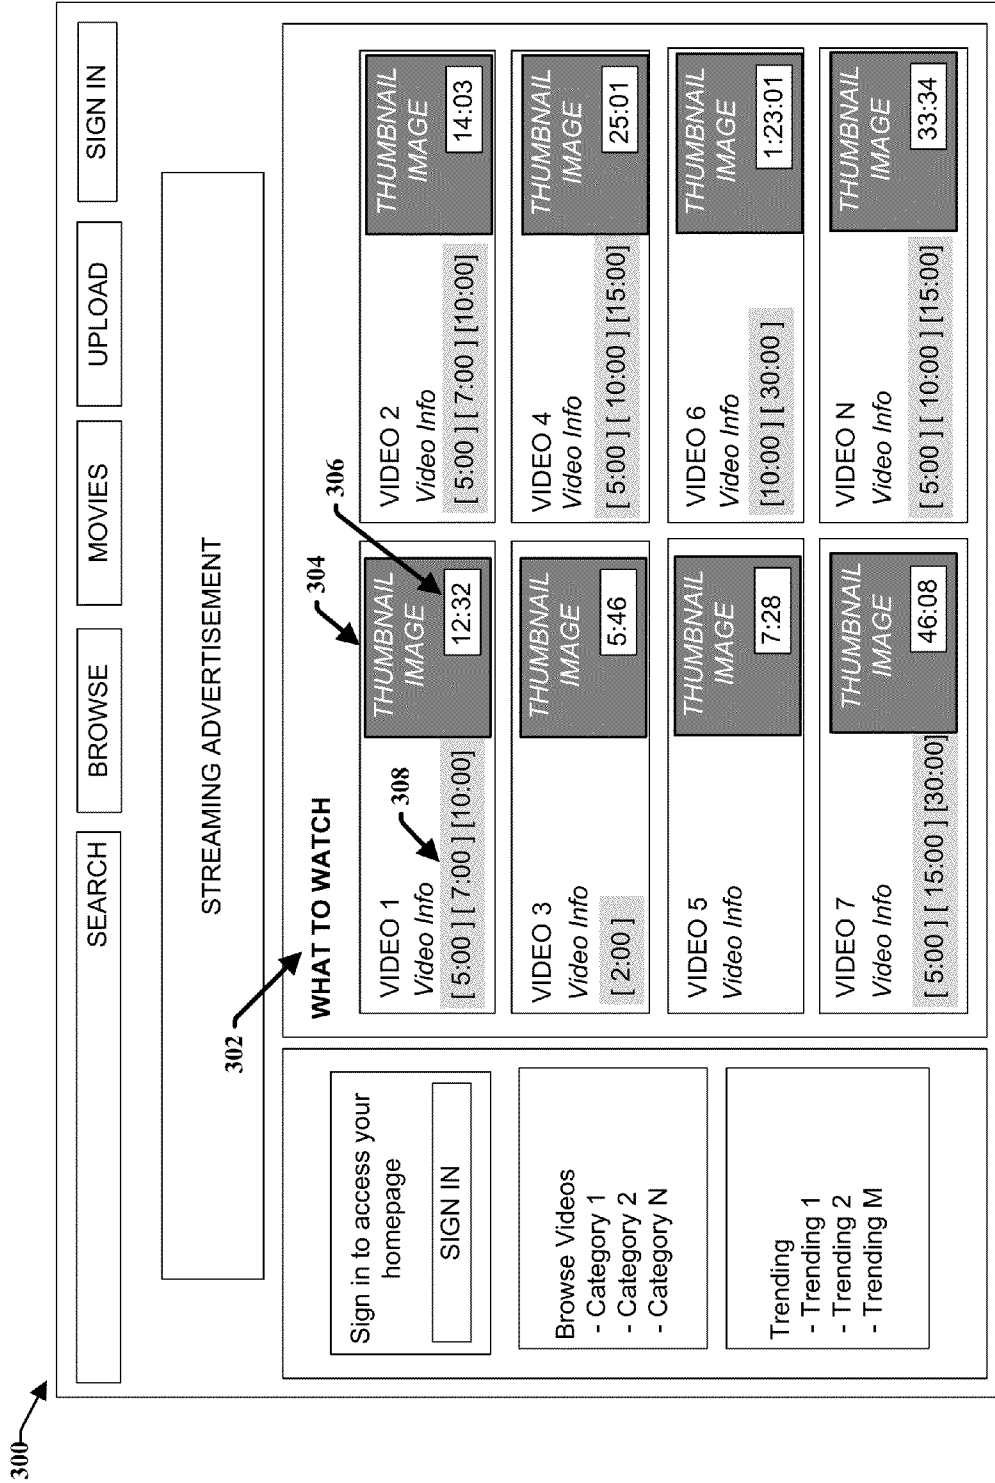 300
SEARCH
BROWSE
MOVIES
UPLOAD
SIGN IN
STREAMING ADVERTISEMENT
Sign in to access your
homepage
SIGN IN
Browse Videos
- Category 1
- Category 2
- Category N
Trending
- Trending 1
- Trending 2
- Trending M
302
WHAT TO WATCH
304
306
308
VIDEO 1
Video Info
[ 5:00 ] [ 7:00 ] [10:00]
THUMBNAIL
IMAGE
12:32
VIDEO 2
Video Info
[ 5:00 ] [ 7:00 ] [10:00]
THUMBNAIL
IMAGE
14:03
VIDEO 3
Video Info
[ 2:00 ]
THUMBNAIL
IMAGE
5:46
VIDEO 4
Video Info
[ 5:00 ] [ 10:00 ] [15:00]
THUMBNAIL
IMAGE
25:01
VIDEO 5
Video Info
THUMBNAIL
IMAGE
7:28
VIDEO 6
Video Info
[10:00 ] [ 30:00 ]
THUMBNAIL
IMAGE
1:23:01
VIDEO 7
Video Info
[ 5:00 ] [ 15:00 ] [30:00]
THUMBNAIL
IMAGE
46:08
VIDEO N
Video Info
[ 5:00 ] [ 10:00 ] [15:00]
THUMBNAIL
IMAGE
33:34